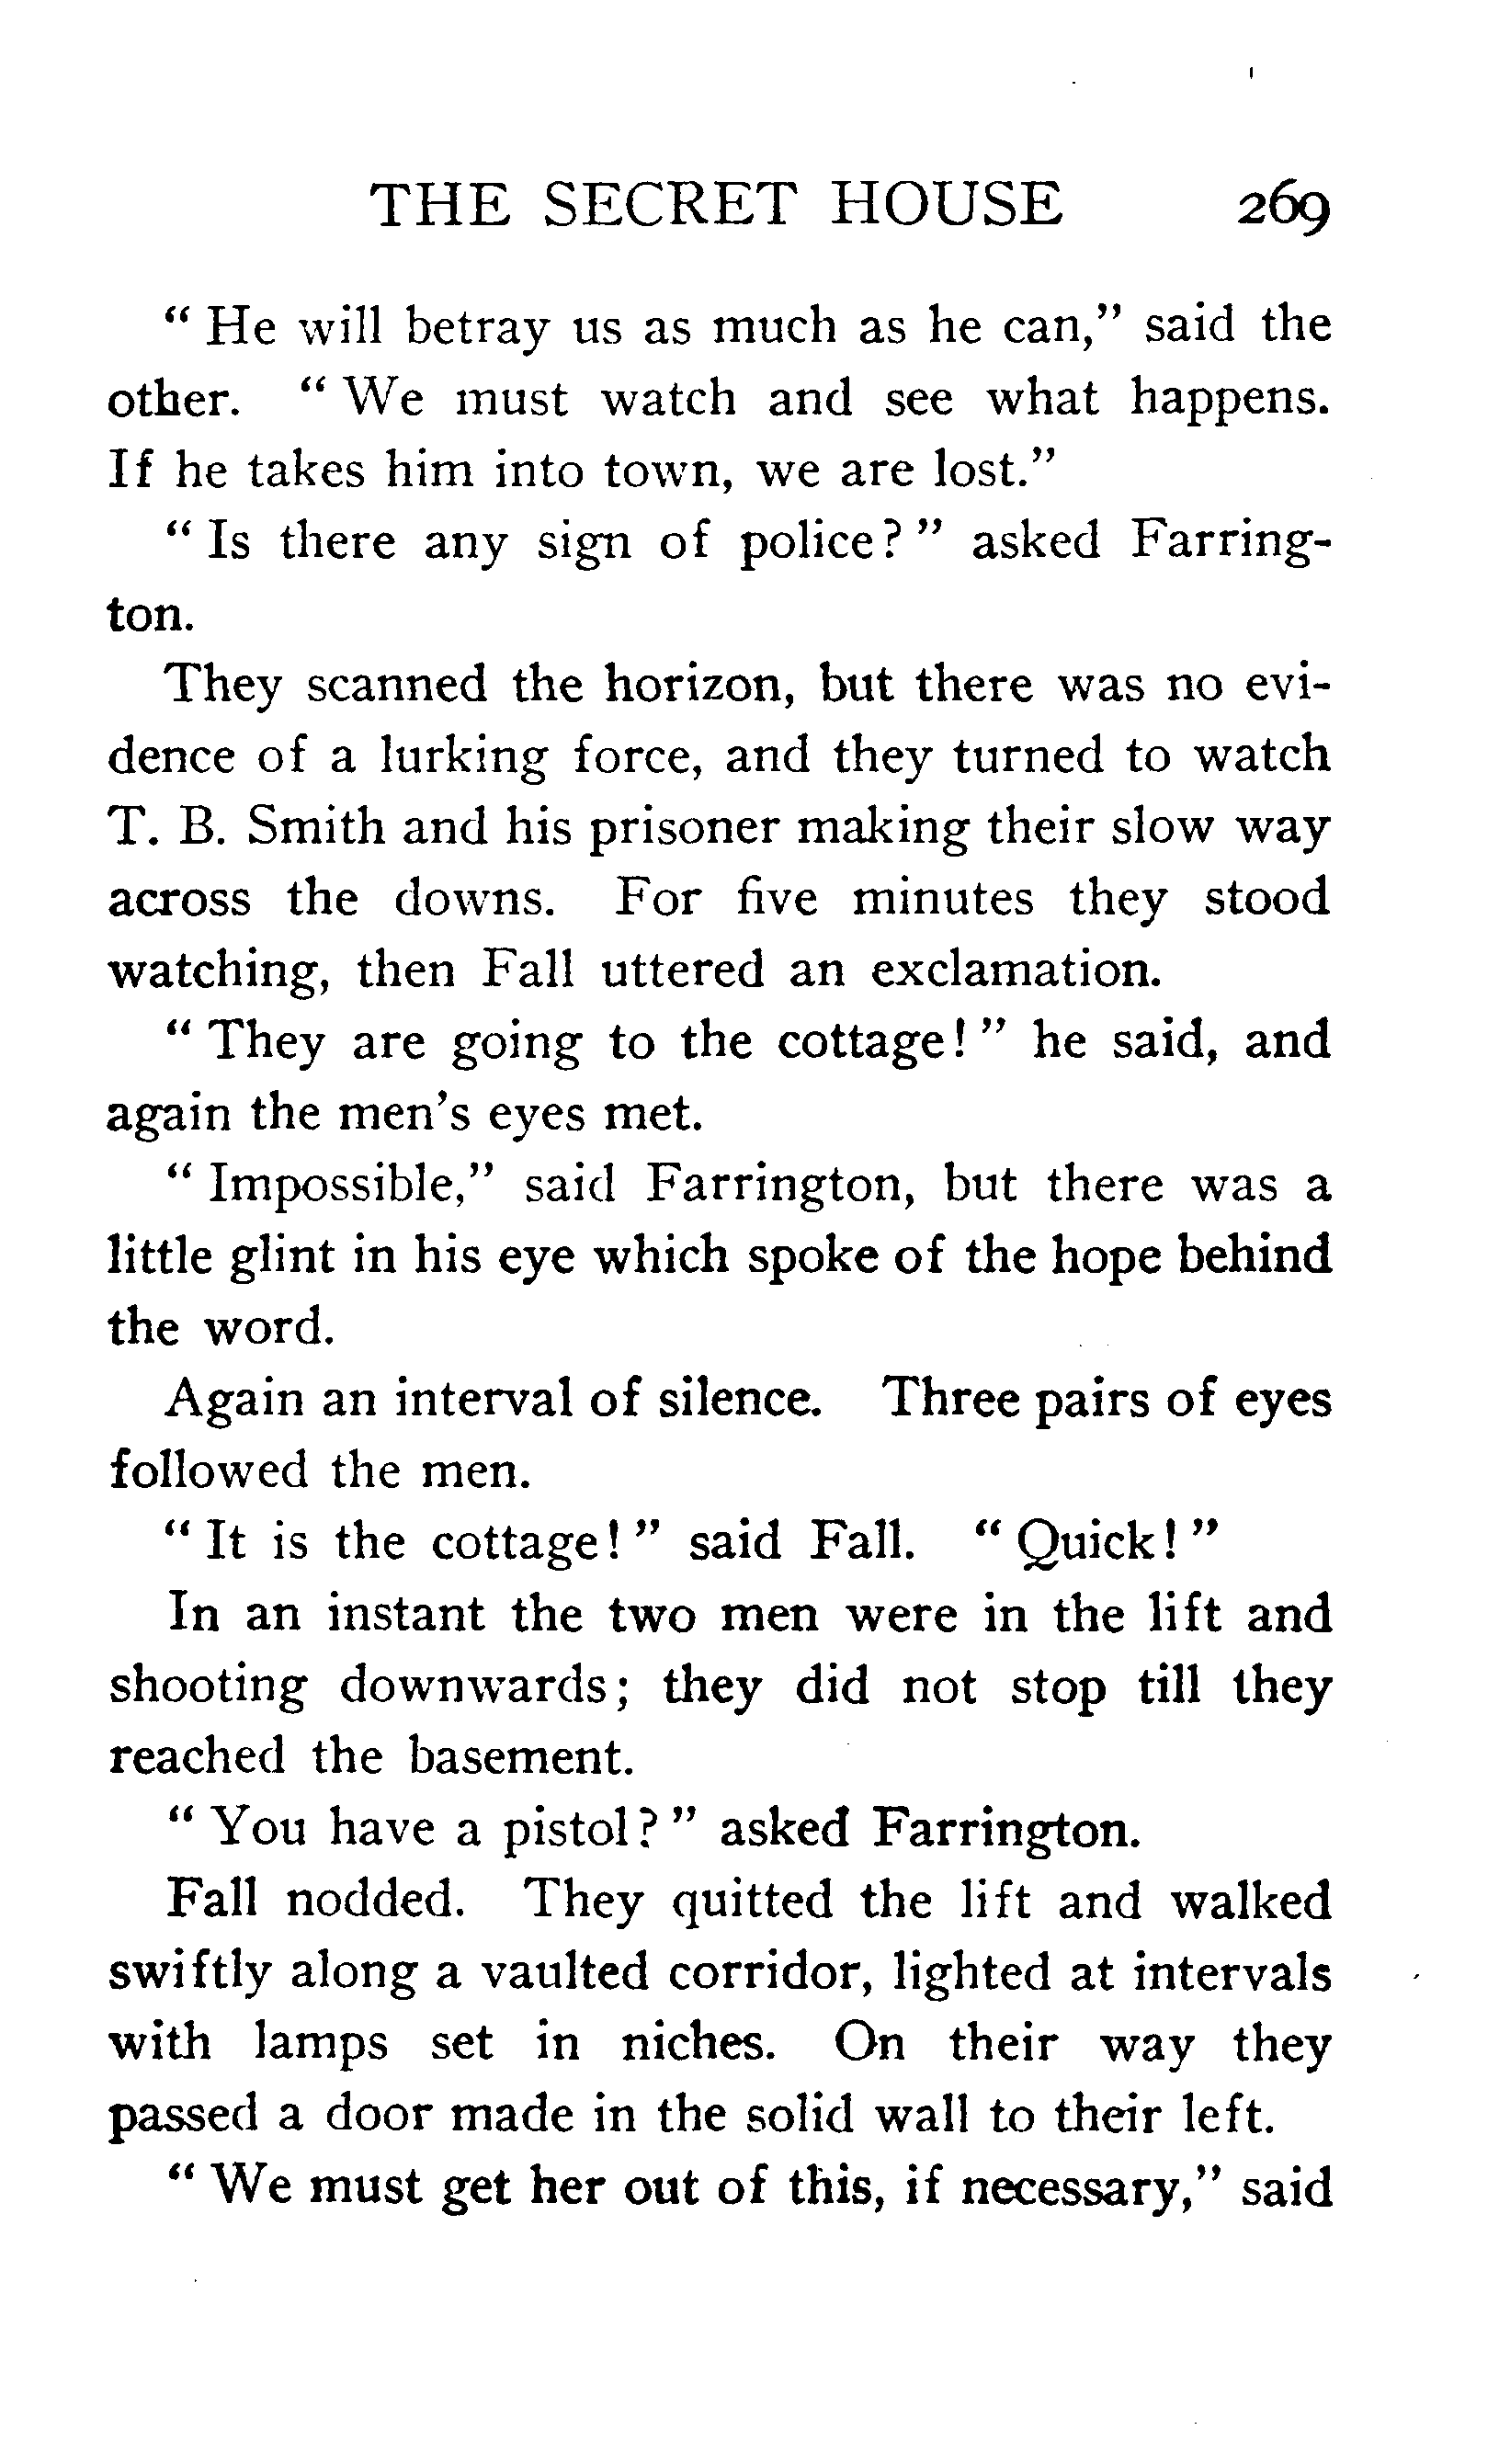 THE SECRET HOUSE 269
" He will betray us as much as he can," said the
other. " We must watch and see what happens.
If he takes him into town, we are lost."
" Is there any sign of police? " asked Farring-
ton.
They scanned the horizon, but there was no evi-
dence of a lurking force, and they turned to watch
T. B. Smith and his prisoner making their slow way
across the downs. For five minutes they stood
watching, then Fall uttered an exclamation.
" They are going to the cottage! " he said, and
again the men's eyes met.
" Impossible," said Farrington, but there was a
little glint in his eye which spoke of the hope behind
the word.
Again an interval of silence. Three pairs of eyes
followed the men.
" It is the cottage! " said Fall. " Quick! "
In an instant the two men were in the lift and
shooting downwards; they did not stop till they
reached the basement.
" You have a pistol? " asked Farrington.
Fall nodded. They quitted the lift and walked
swiftly along a vaulted corridor, lighted at intervals
with lamps set in niches. On their way they
passed a door made in the solid wall to their left.
" We must get her out of this, if necessary," said